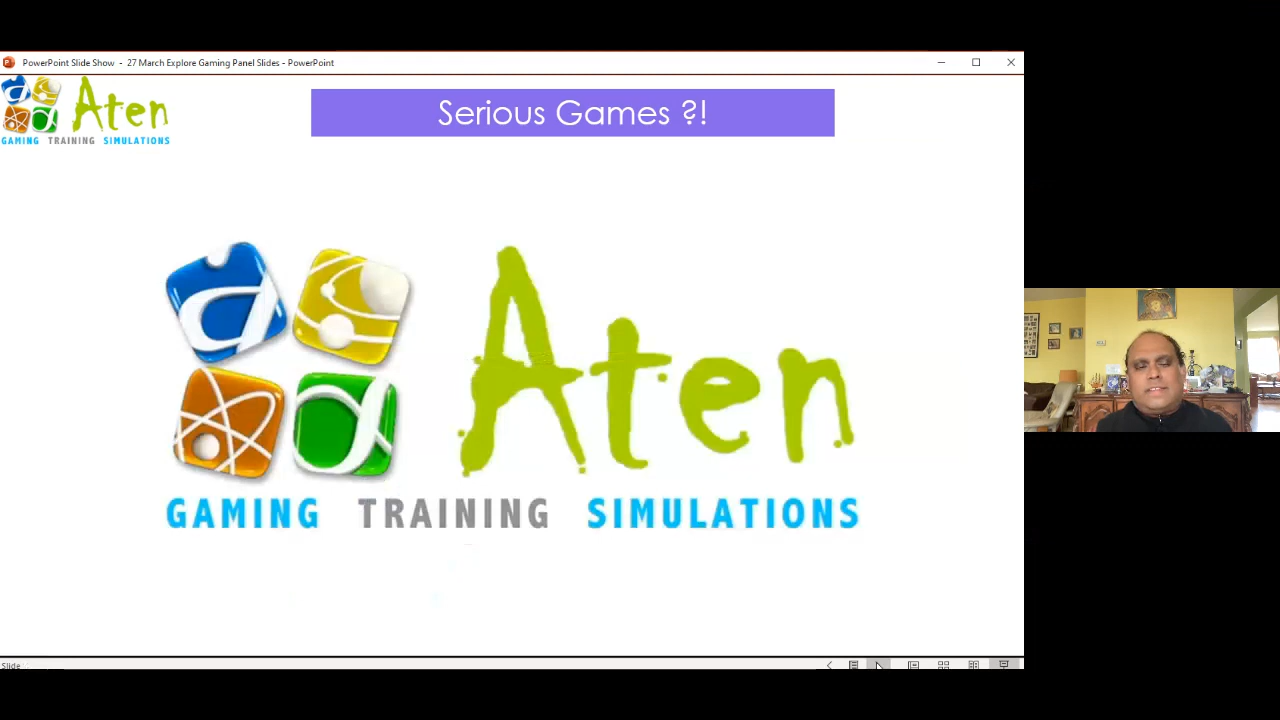 PowerPoint Slide Show - 27 March Explore Gaming Panel Slides - PowerPoint
Aten
GAMING TRAINING SIMULATIONS
Serious Games ?!
Aten
GAMING TRAINING SIMULATIONS
Slide